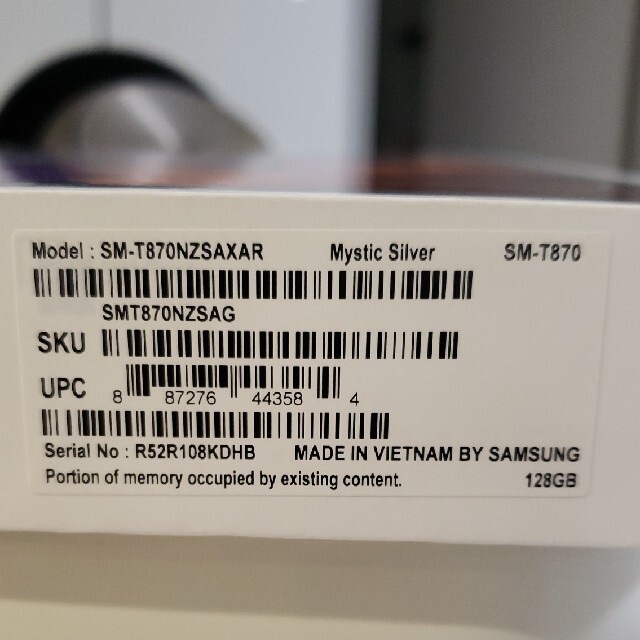 Model : SM-T870NZSAXAR Mystic Silver SM-T870
SMT870NZSAG
SKU
UPC 8 87276 44358 4
Serial No : R52R108KDHB MADE IN VIETNAM BY SAMSUNG
Portion of memory occupied by existing content. 128GB